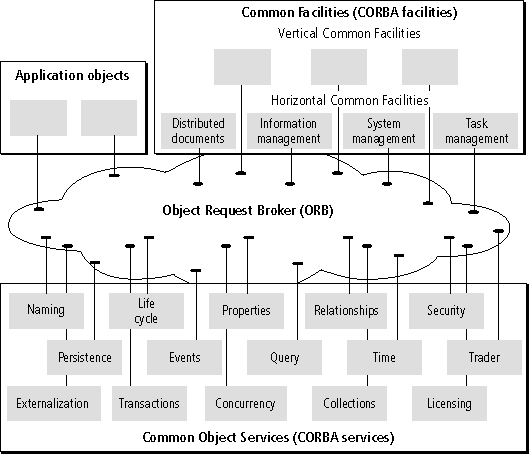 Common Facilities (CORBA facilities)
Vertical Common Facilities
Application objects
Horizontal Common Facilities
Distributed
documents
Information
management
System
management
Task
management
Object Request Broker (ORB)
Naming
Life
cycle
Properties
Relationships
Security
Persistence
Events
Query
Time
Trader
Externalization
Transactions
Concurrency
Collections
Licensing
Common Object Services (CORBA services)